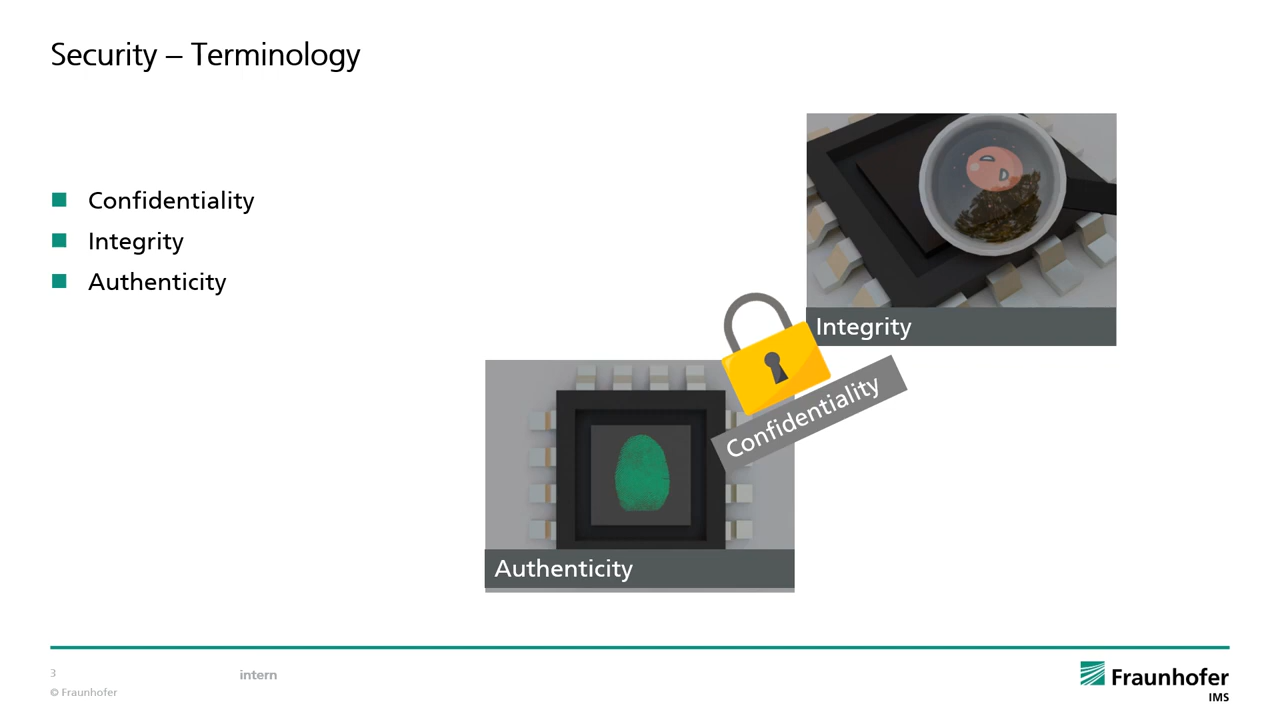 Security – Terminology
Confidentiality
Integrity
Authenticity
Integrity
Confidentiality
Authenticity
3
intern
© Fraunhofer
Fraunhofer
IMS